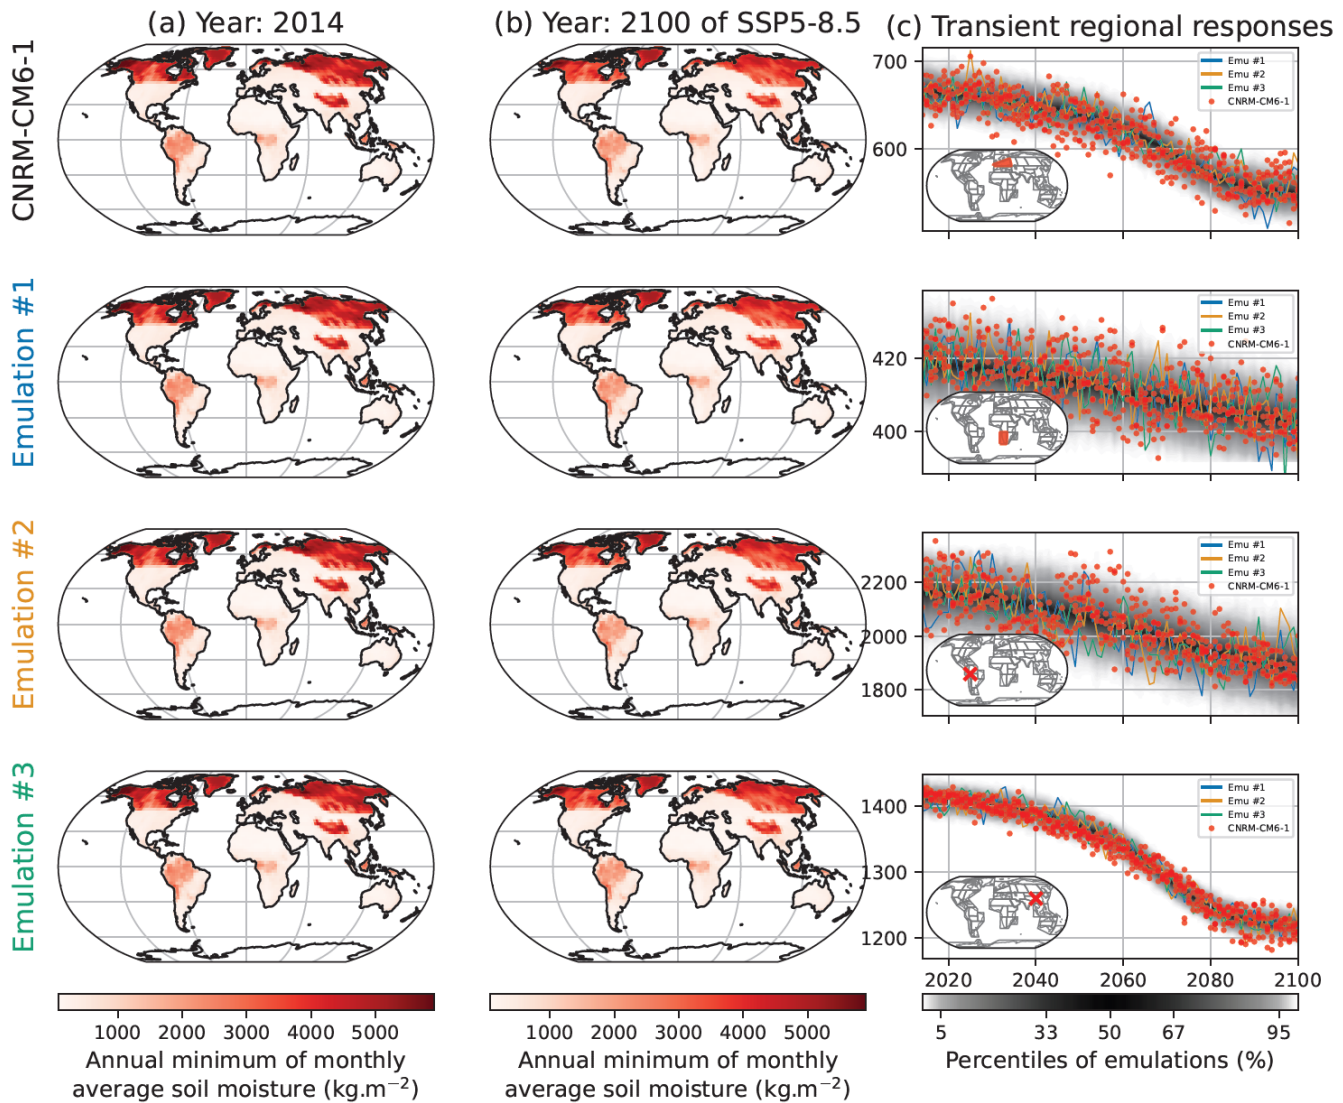 (a) Year: 2014
(b) Year: 2100 of SSP5-8.5
(c) Transient regional responses
CNRM-CM6-1
700
600
Emu #1
Emu #2
Emu #3
CNRM-CM6-1
Emulation #1
420
400
Emu #1
Emu #2
Emu #3
CNRM-CM6-1
Emulation #2
2200
2000
1800
Emu #1
Emu #2
Emu #3
CNRM-CM6-1
Emulation #3
1400
1300
1200
Emu #1
Emu #2
Emu #3
CNRM-CM6-1
2020 2040 2060 2080 2100
1000 2000 3000 4000 5000
Annual minimum of monthly
average soil moisture (kg.m⁻²)
1000 2000 3000 4000 5000
Annual minimum of monthly
average soil moisture (kg.m⁻²)
5 33 50 67 95
Percentiles of emulations (%)